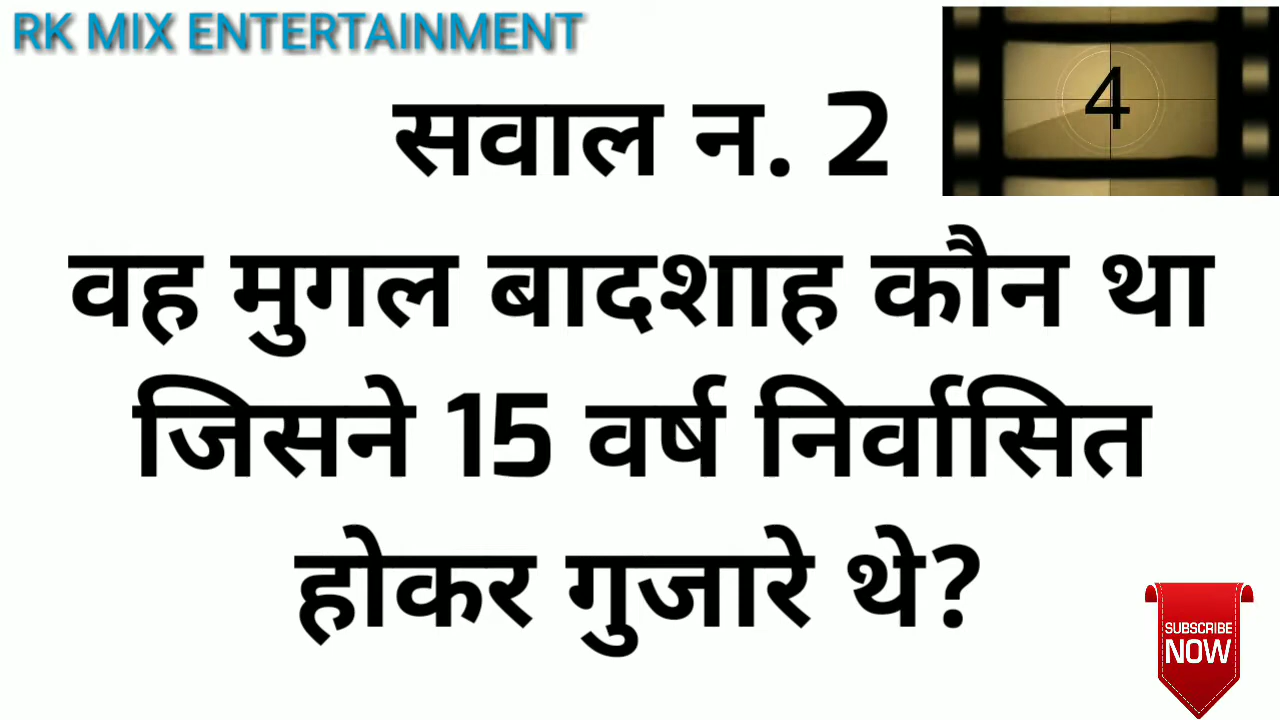 RK MIX ENTERTAINMENT
4
सवाल न. 2
वह मुगल बादशाह कौन था
जिसने 15 वर्ष निर्वासित
होकर गुजारे थे?
SUBSCRIBE
NOW